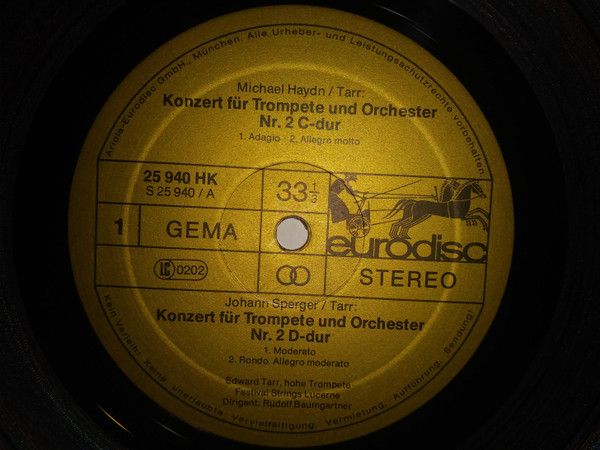 Ariola-Eurodisc GmbH., München. Alle Urheber- und Leistungsschutzrechte vorbehalten.
Michael Haydn / Tarr:
Konzert für Trompete und Orchester
Nr. 2 C-dur
1. Adagio · 2. Allegro molto
25 940 HK
S 25 940 / A
33 1/3
eurodisc
1
GEMA
LC 0202
STEREO
Johann Sperger / Tarr:
Konzert für Trompete und Orchester
Nr. 2 D-dur
1. Moderato
2. Rondo. Allegro moderato
Edward Tarr, hohe Trompete
Festival Strings Lucerne
Dirigent: Rudolf Baumgartner
Kein Verleih! Keine unerlaubte Vervielfältigung, Vermietung, Aufführung, Sendung!